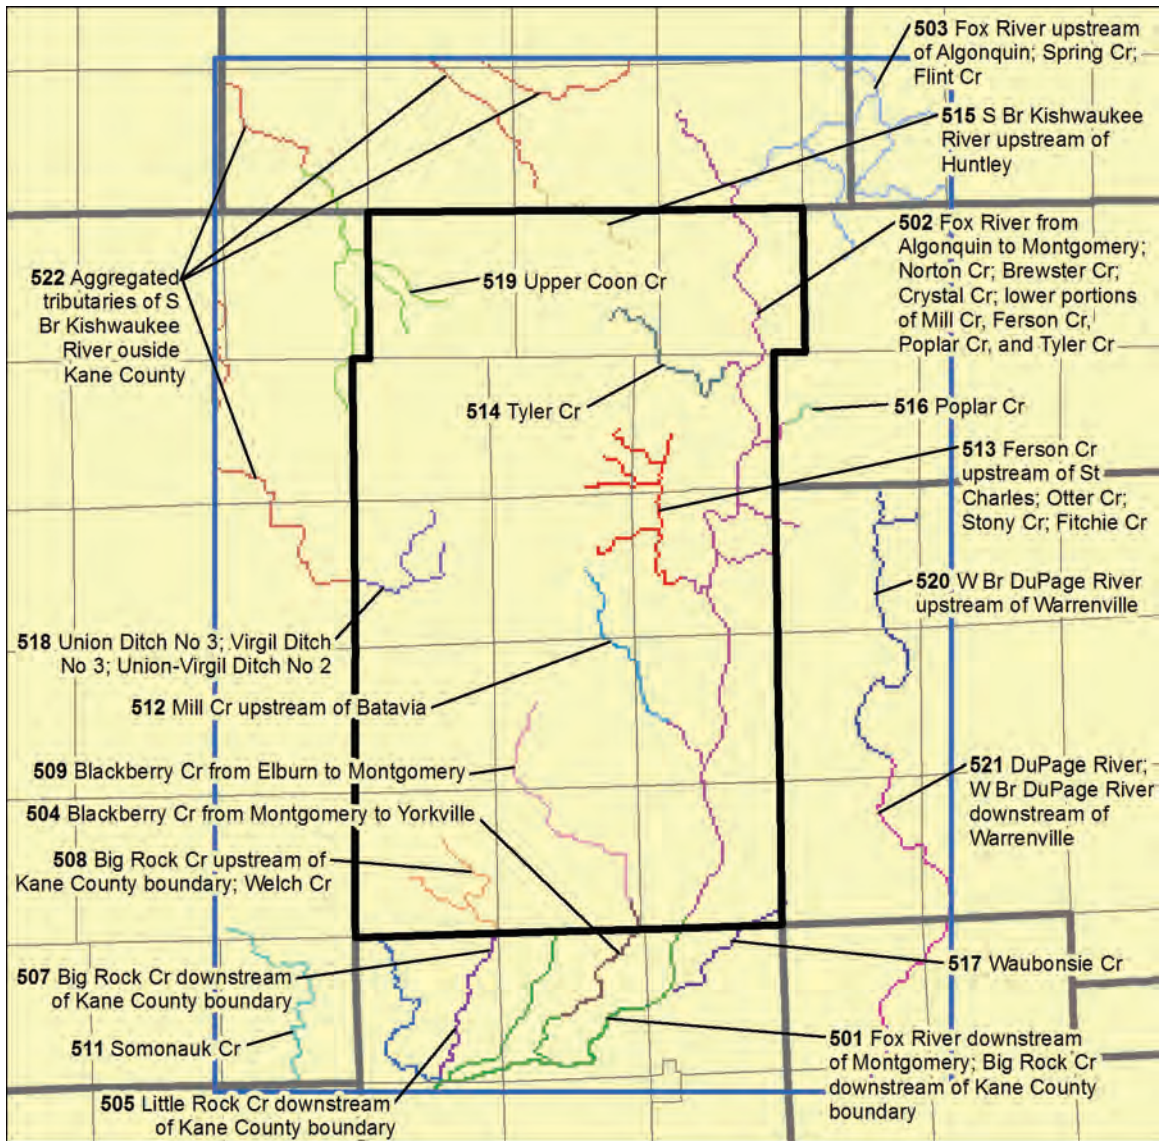 503 Fox River upstream
of Algonquin; Spring Cr;
Flint Cr
515 S Br Kishwaukee
River upstream of
Huntley
502 Fox River from
Algonquin to Montgomery;
Norton Cr; Brewster Cr;
Crystal Cr; lower portions
of Mill Cr, Ferson Cr,
Poplar Cr, and Tyler Cr
522 Aggregated
tributaries of S
Br Kishwaukee
River ouside
Kane County
519 Upper Coon Cr
514 Tyler Cr
516 Poplar Cr
513 Ferson Cr
upstream of St
Charles; Otter Cr;
Stony Cr; Fitchie Cr
520 W Br DuPage River
upstream of Warrenville
518 Union Ditch No 3; Virgil Ditch
No 3; Union-Virgil Ditch No 2
512 Mill Cr upstream of Batavia
509 Blackberry Cr from Elburn to Montgomery
521 DuPage River;
W Br DuPage River
downstream of
Warrenville
504 Blackberry Cr from Montgomery to Yorkville
508 Big Rock Cr upstream of
Kane County boundary; Welch Cr
507 Big Rock Cr downstream
of Kane County boundary
517 Waubonsie Cr
511 Somonauk Cr
501 Fox River downstream
of Montgomery; Big Rock Cr
downstream of Kane County
boundary
505 Little Rock Cr downstream
of Kane County boundary